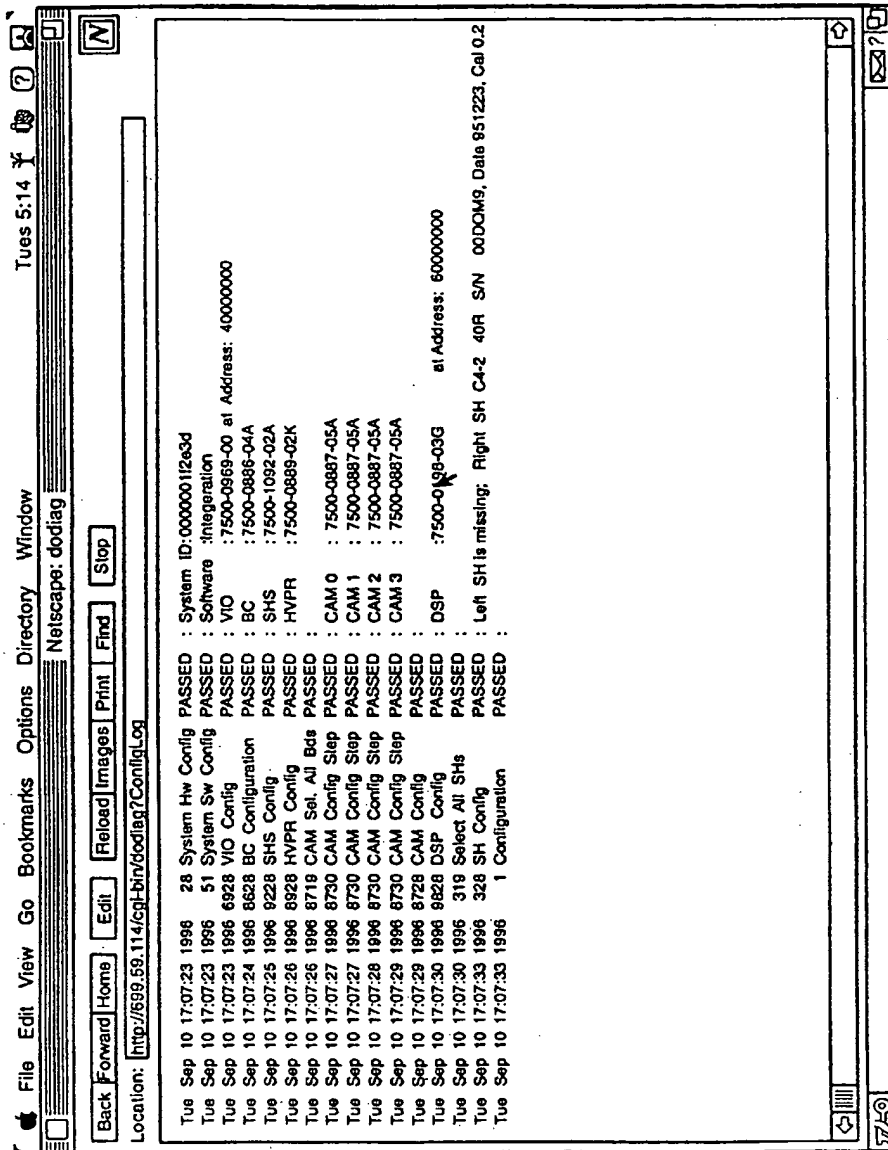 File Edit View Go Bookmarks Options Directory Window Tues 5:14 ?
Netscape: dodiag
Back Forward Home Edit Reload Images Print Find Stop N
Location: http://599.59.114/cgi-bin/dodiag?ConfigLog
Tue Sep 10 17:07:23 1996 28 System Hw Config PASSED : System ID:0000001f2e3d
Tue Sep 10 17:07:23 1996 51 System Sw Config PASSED : Software :Integeration
Tue Sep 10 17:07:23 1996 6928 VIO Config PASSED : VIO :7500-0969-00 at Address: 40000000
Tue Sep 10 17:07:24 1996 8628 BC Configuration PASSED : BC :7500-0886-04A
Tue Sep 10 17:07:25 1996 9228 SHS Config PASSED : SHS :7500-1092-02A
Tue Sep 10 17:07:26 1996 8928 HVPR Config PASSED : HVPR :7500-0889-02K
Tue Sep 10 17:07:26 1996 8719 CAM Sel. All Bds PASSED :
Tue Sep 10 17:07:27 1996 8730 CAM Config Step PASSED : CAM 0 : 7500-0887-05A
Tue Sep 10 17:07:27 1996 8730 CAM Config Step PASSED : CAM 1 : 7500-0887-05A
Tue Sep 10 17:07:28 1996 8730 CAM Config Step PASSED : CAM 2 : 7500-0887-05A
Tue Sep 10 17:07:29 1996 8730 CAM Config Step PASSED : CAM 3 : 7500-0887-05A
Tue Sep 10 17:07:29 1996 8728 CAM Config PASSED :
Tue Sep 10 17:07:30 1996 9828 DSP Config PASSED : DSP at Address: 60000000
Tue Sep 10 17:07:30 1996 319 Select All SHs PASSED :
Tue Sep 10 17:07:33 1996 328 SH Config PASSED : Left SH is missing; Right SH C4-2 40R S/N 00DOM9, Date 951223, Cal 0.2
Tue Sep 10 17:07:33 1996 1 Configuration PASSED :
?